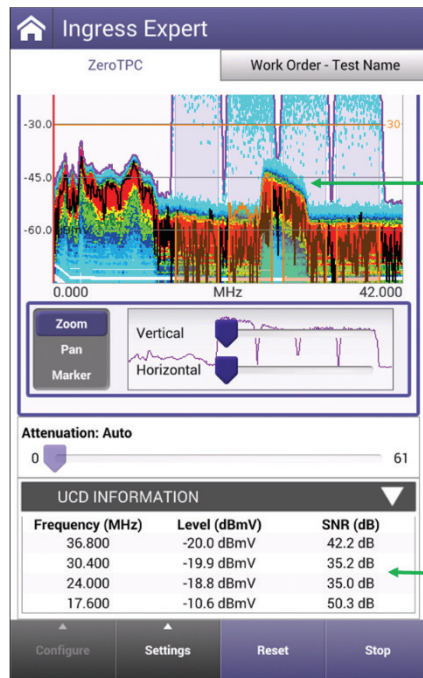 Ingress Expert
ZeroTPC
Work Order - Test Name
-30.0
30
-45.0
-60.0
dBmV
0.000
MHz
42.000
Zoom
Pan
Marker
Vertical
Horizontal
Attenuation: Auto
0
61
UCD INFORMATION
Frequency (MHz) Level (dBmV) SNR (dB)
36.800 -20.0 dBmV 42.2 dB
30.400 -19.9 dBmV 35.2 dB
24.000 -18.8 dBmV 35.0 dB
17.600 -10.6 dBmV 50.3 dB
Configure
Settings
Reset
Stop